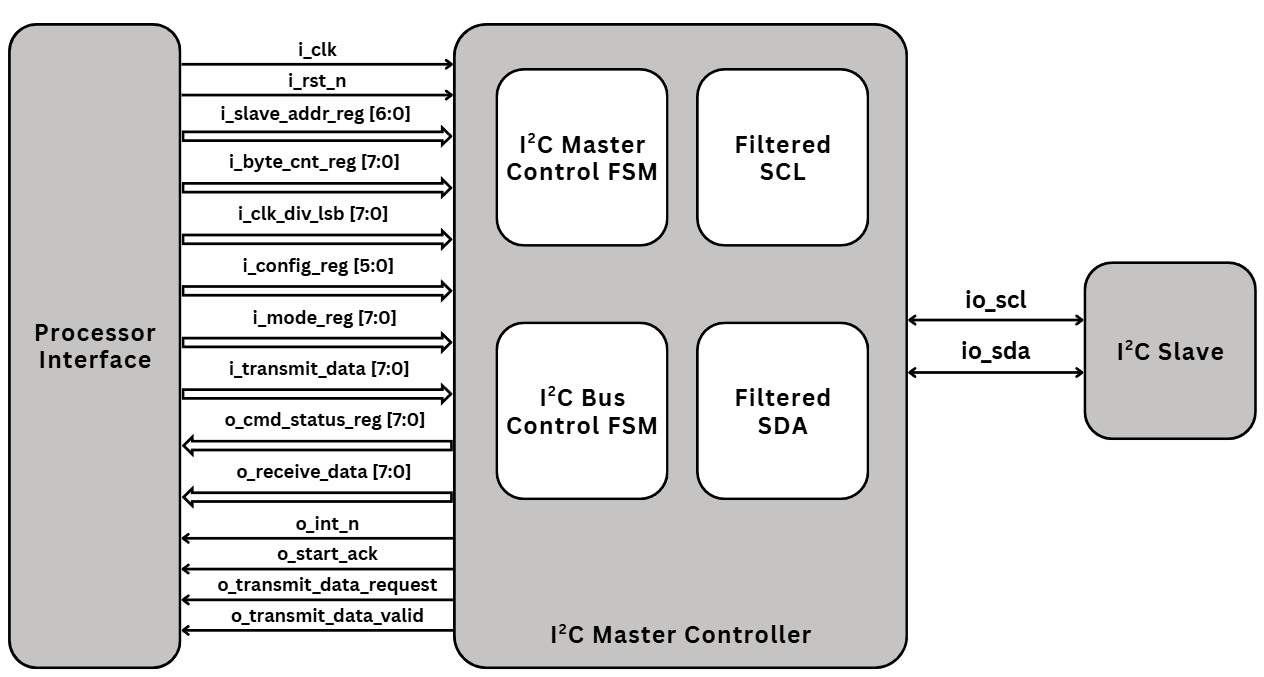 i_clk
i_rst_n
i_slave_addr_reg [6:0]
i_byte_cnt_reg [7:0]
i_clk_div_lsb [7:0]
i_config_reg [5:0]
i_mode_reg [7:0]
i_transmit_data [7:0]
o_cmd_status_reg [7:0]
o_receive_data [7:0]
o_int_n
o_start_ack
o_transmit_data_request
o_transmit_data_valid
Processor
Interface
I²C Master
Control FSM
Filtered
SCL
I²C Bus
Control FSM
Filtered
SDA
I²C Master Controller
io_scl
io_sda
I²C Slave